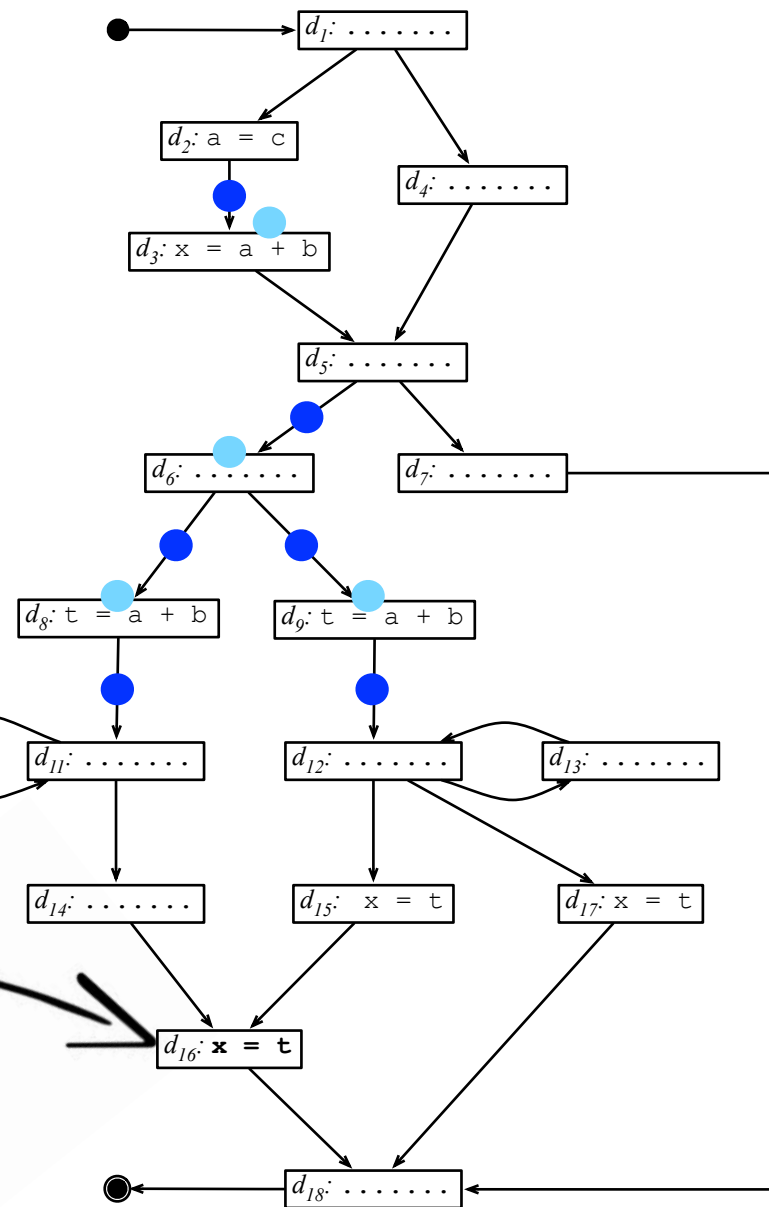 d1: .......
d2: a = c
d4: .......
d3: x = a + b
d5: .......
d6: .......
d7: .......
d8: t = a + b
d9: t = a + b
d11: .......
d12: .......
d13: .......
d14: .......
d15: x = t
d17: x = t
d16: x = t
d18: .......